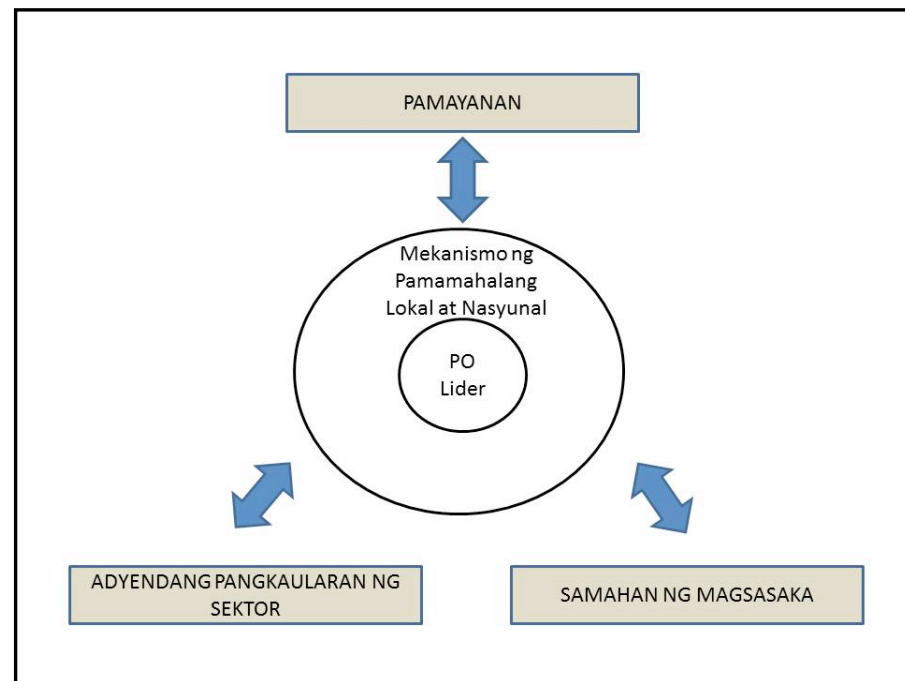 PAMAYANAN
Mekanismo ng
Pamamahalang
Lokal at Nasyunal
PO
Lider
ADYENDANG PANGKAULARAN NG
SEKTOR
SAMAHAN NG MAGSASAKA